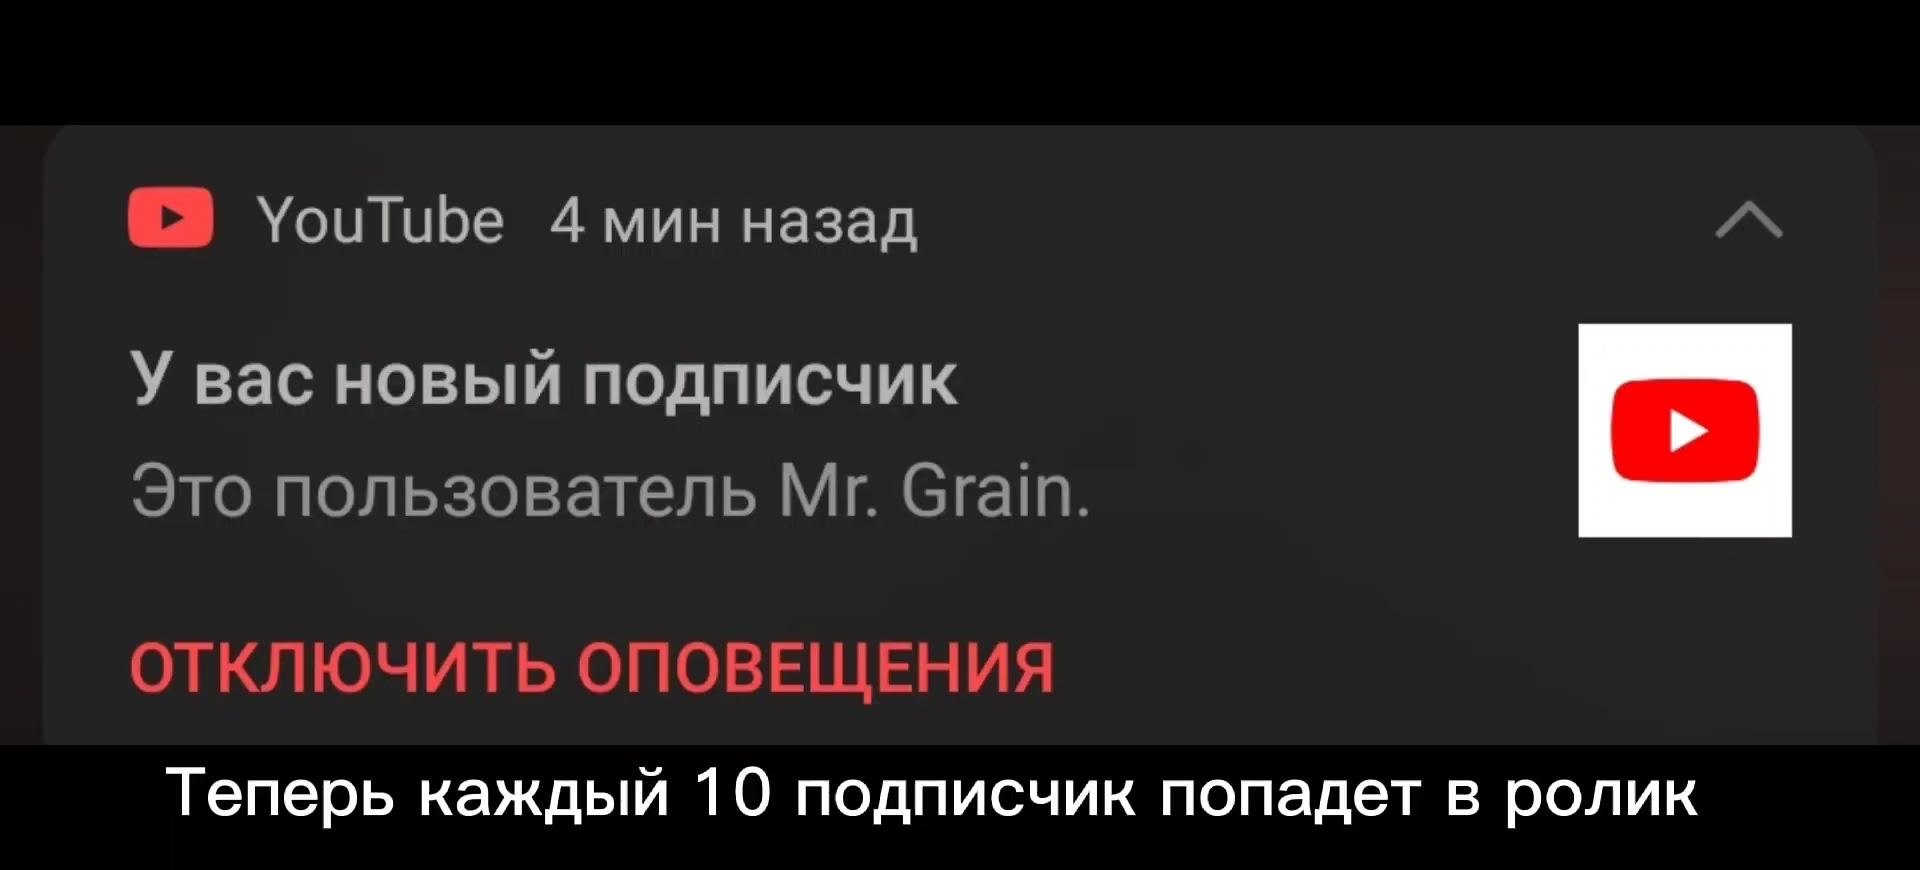 YouTube 4 мин назад
У вас новый подписчик
Это пользователь Mr. Grain.
ОТКЛЮЧИТЬ ОПОВЕЩЕНИЯ
Теперь каждый 10 подписчик попадет в ролик